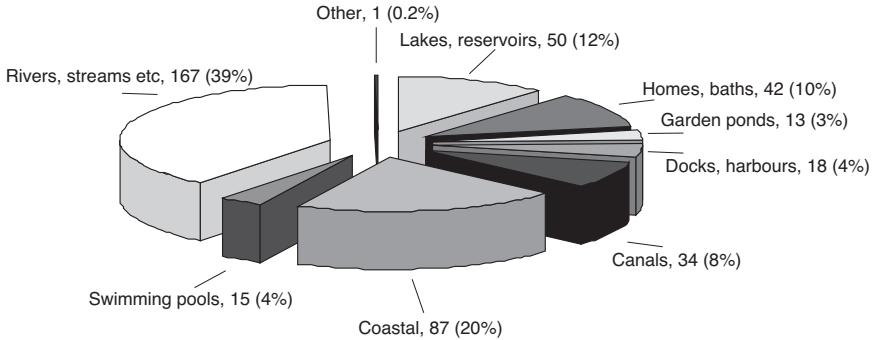 Other, 1 (0.2%)
Lakes, reservoirs, 50 (12%)
Rivers, streams etc, 167 (39%)
Homes, baths, 42 (10%)
Garden ponds, 13 (3%)
Docks, harbours, 18 (4%)
Canals, 34 (8%)
Swimming pools, 15 (4%)
Coastal, 87 (20%)